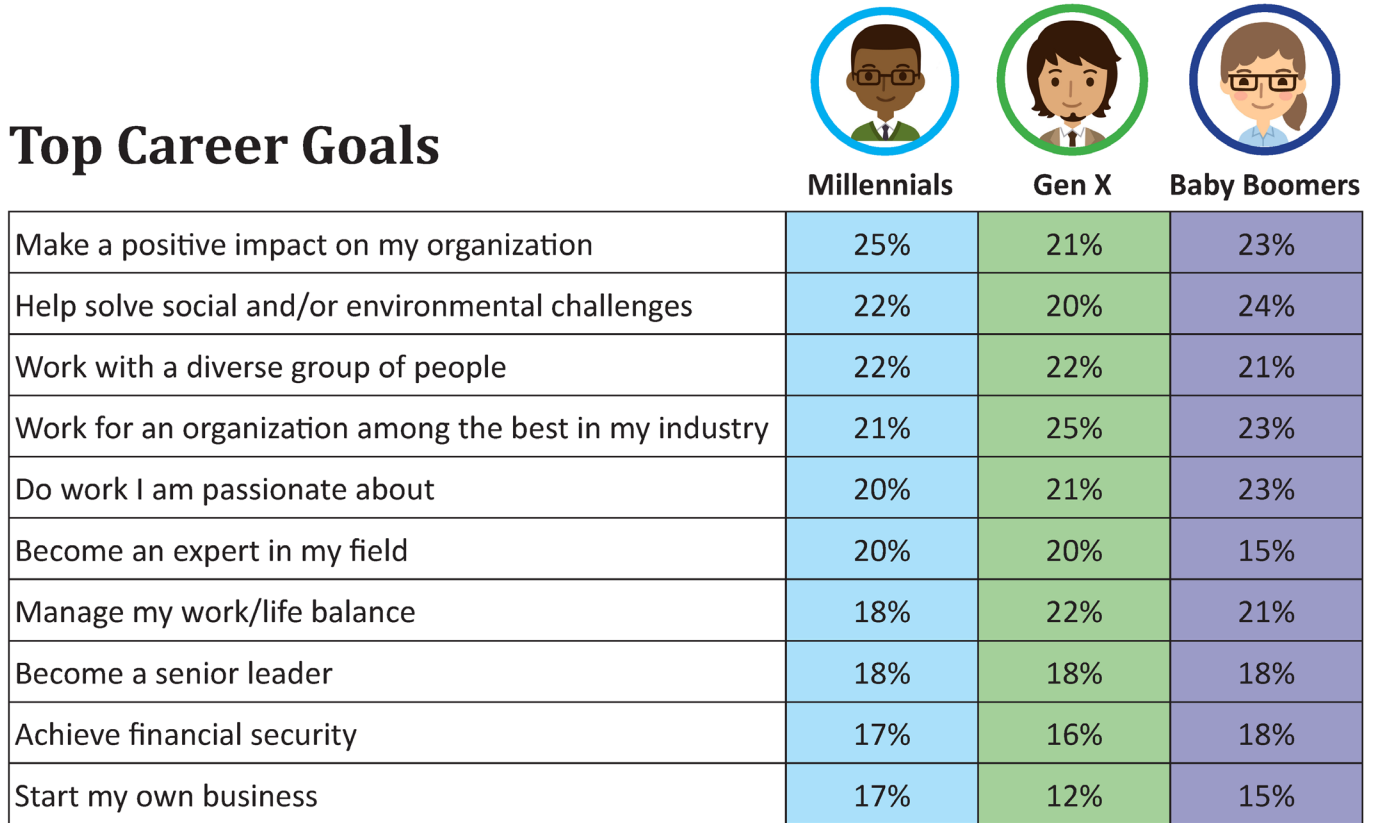 Top Career Goals
Millennials Gen X Baby Boomers
Make a positive impact on my organization 25% 21% 23%
Help solve social and/or environmental challenges 22% 20% 24%
Work with a diverse group of people 22% 22% 21%
Work for an organization among the best in my industry 21% 25% 23%
Do work I am passionate about 20% 21% 23%
Become an expert in my field 20% 20% 15%
Manage my work/life balance 18% 22% 21%
Become a senior leader 18% 18% 18%
Achieve financial security 17% 16% 18%
Start my own business 17% 12% 15%